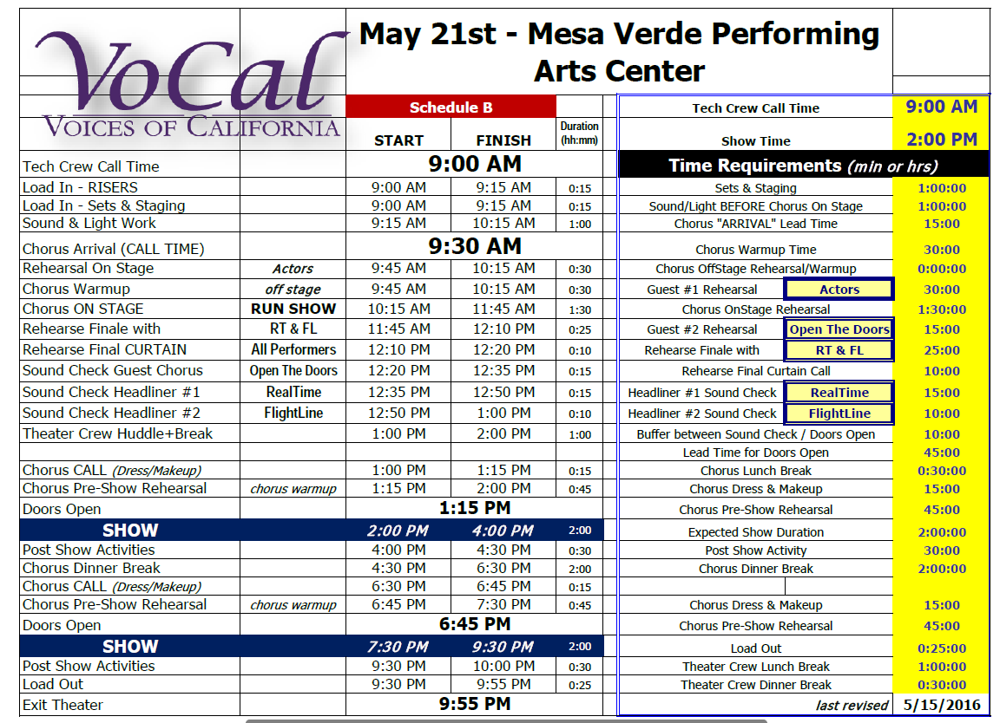 VoCal
VOICES OF CALIFORNIA
May 21st - Mesa Verde Performing
Arts Center
Schedule B
START FINISH Duration (hh:mm)
Tech Crew Call Time 9:00 AM
Load In - RISERS 9:00 AM 9:15 AM 0:15
Load In - Sets & Staging 9:00 AM 9:15 AM 0:15
Sound & Light Work 9:15 AM 10:15 AM 1:00
Chorus Arrival (CALL TIME) 9:30 AM
Rehearsal On Stage Actors 9:45 AM 10:15 AM 0:30
Chorus Warmup off stage 9:45 AM 10:15 AM 0:30
Chorus ON STAGE RUN SHOW 10:15 AM 11:45 AM 1:30
Rehearse Finale with RT & FL 11:45 AM 12:10 PM 0:25
Rehearse Final CURTAIN All Performers 12:10 PM 12:20 PM 0:10
Sound Check Guest Chorus Open The Doors 12:20 PM 12:35 PM 0:15
Sound Check Headliner #1 RealTime 12:35 PM 12:50 PM 0:15
Sound Check Headliner #2 FlightLine 12:50 PM 1:00 PM 0:10
Theater Crew Huddle+Break 1:00 PM 2:00 PM 1:00
Chorus CALL (Dress/Makeup) 1:00 PM 1:15 PM 0:15
Chorus Pre-Show Rehearsal chorus warmup 1:15 PM 2:00 PM 0:45
Doors Open 1:15 PM
SHOW 2:00 PM 4:00 PM 2:00
Post Show Activities 4:00 PM 4:30 PM 0:30
Chorus Dinner Break 4:30 PM 6:30 PM 2:00
Chorus CALL (Dress/Makeup) 6:30 PM 6:45 PM 0:15
Chorus Pre-Show Rehearsal chorus warmup 6:45 PM 7:30 PM 0:45
Doors Open 6:45 PM
SHOW 7:30 PM 9:30 PM 2:00
Post Show Activities 9:30 PM 10:00 PM 0:30
Load Out 9:30 PM 9:55 PM 0:25
Exit Theater 9:55 PM
Tech Crew Call Time 9:00 AM
Show Time 2:00 PM
Time Requirements (min or hrs)
Sets & Staging 1:00:00
Sound/Light BEFORE Chorus On Stage 1:00:00
Chorus "ARRIVAL" Lead Time 15:00
Chorus Warmup Time 30:00
Chorus OffStage Rehearsal/Warmup 0:00:00
Guest #1 Rehearsal Actors 30:00
Chorus OnStage Rehearsal 1:30:00
Guest #2 Rehearsal Open The Doors 15:00
Rehearse Finale with RT & FL 25:00
Rehearse Final Curtain Call 10:00
Headliner #1 Sound Check RealTime 15:00
Headliner #2 Sound Check FlightLine 10:00
Buffer between Sound Check / Doors Open 10:00
Lead Time for Doors Open 45:00
Chorus Lunch Break 0:30:00
Chorus Dress & Makeup 15:00
Chorus Pre-Show Rehearsal 45:00
Expected Show Duration 2:00:00
Post Show Activity 30:00
Chorus Dinner Break 2:00:00
Chorus Dress & Makeup 15:00
Chorus Pre-Show Rehearsal 45:00
Load Out 0:25:00
Theater Crew Lunch Break 1:00:00
Theater Crew Dinner Break 0:30:00
last revised 5/15/2016